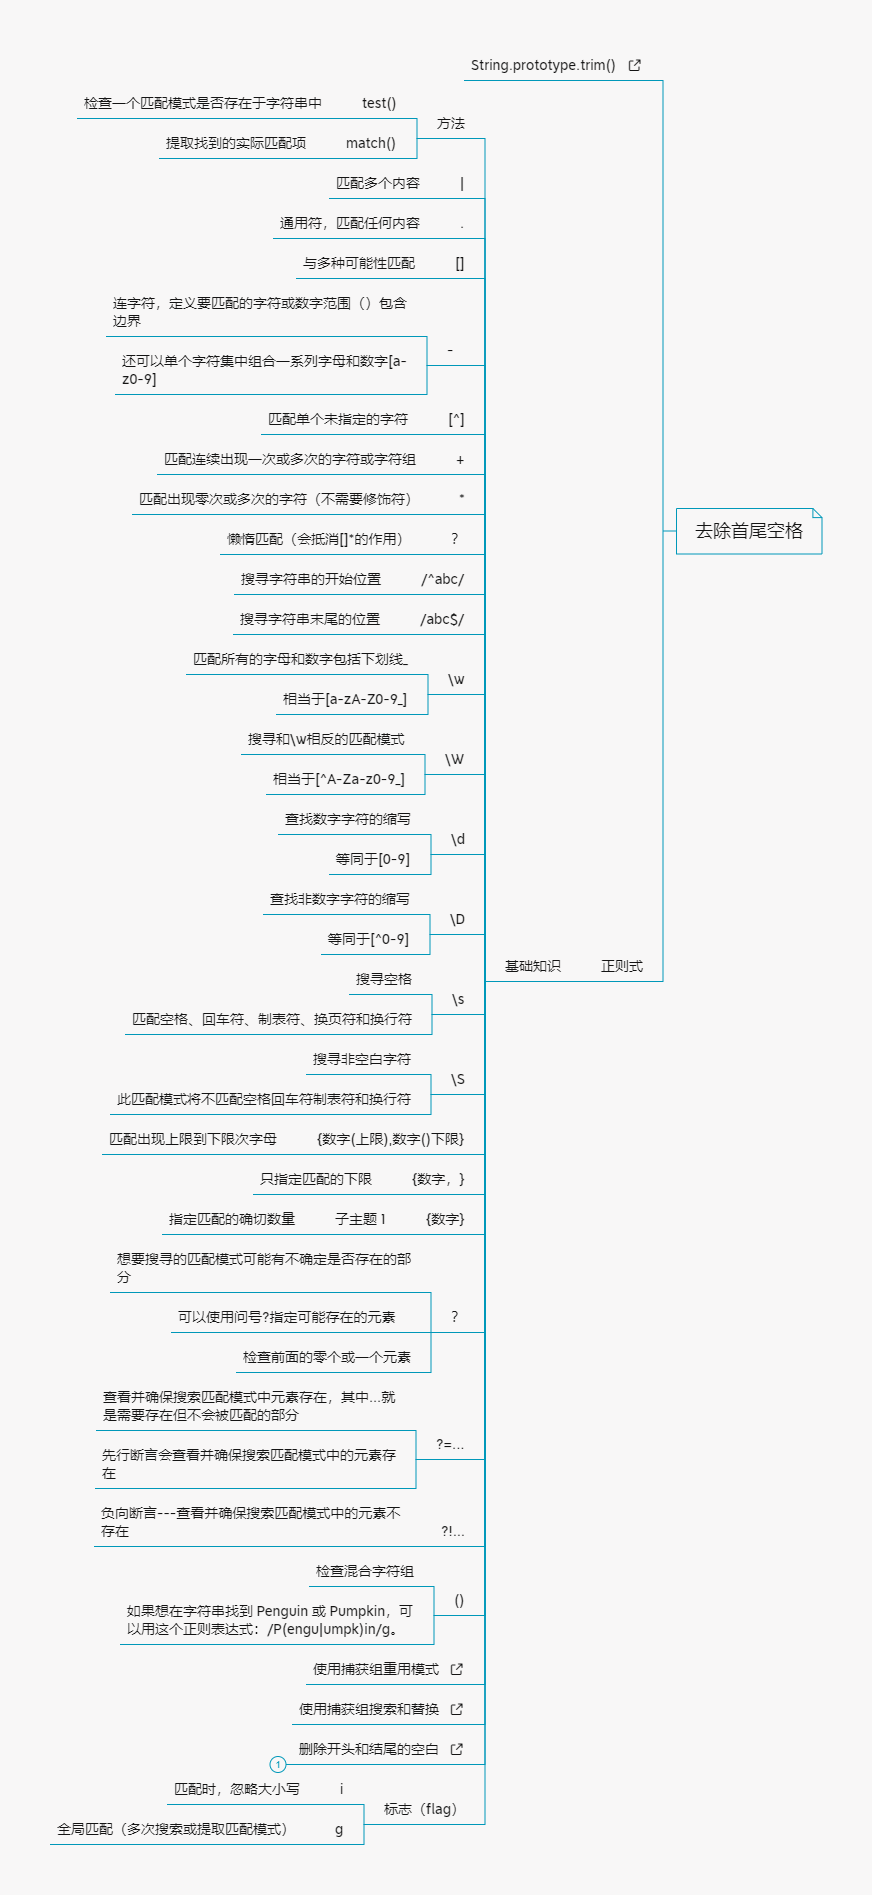 String.prototype.trim()
检查一个匹配模式是否存在于字符串中 test()
方法
提取找到的实际匹配项 match()
匹配多个内容 |
通用符，匹配任何内容 .
与多种可能性匹配 []
连字符，定义要匹配的字符或数字范围（）包含
边界
-
还可以单个字符集中组合一系列字母和数字[a-
z0-9]
匹配单个未指定的字符 [^]
匹配连续出现一次或多次的字符或字符组 +
匹配出现零次或多次的字符（不需要修饰符） *
去除首尾空格
懒惰匹配（会抵消[]*的作用） ？
搜寻字符串的开始位置 /^abc/
搜寻字符串末尾的位置 /abc$/
匹配所有的字母和数字包括下划线_
\w
相当于[a-zA-Z0-9_]
搜寻和\w相反的匹配模式
\W
相当于[^A-Za-z0-9_]
查找数字字符的缩写
\d
等同于[0-9]
查找非数字字符的缩写
\D
等同于[^0-9]
基础知识 正则式
搜寻空格
\s
匹配空格、回车符、制表符、换页符和换行符
搜寻非空白字符
\S
此匹配模式将不匹配空格回车符制表符和换行符
匹配出现上限到下限次字母 {数字(上限),数字()下限}
只指定匹配的下限 {数字，}
指定匹配的确切数量 子主题 1 {数字}
想要搜寻的匹配模式可能有不确定是否存在的部
分
可以使用问号?指定可能存在的元素 ？
检查前面的零个或一个元素
查看并确保搜索匹配模式中元素存在，其中...就
是需要存在但不会被匹配的部分
?=...
先行断言会查看并确保搜索匹配模式中的元素存
在
负向断言---查看并确保搜索匹配模式中的元素不
存在 ?!...
检查混合字符组
()
如果想在字符串找到 Penguin 或 Pumpkin，可
以用这个正则表达式：/P(engu|umpk)in/g。
使用捕获组重用模式
使用捕获组搜索和替换
删除开头和结尾的空白
1
匹配时，忽略大小写 i
标志（flag）
全局匹配（多次搜索或提取匹配模式） g